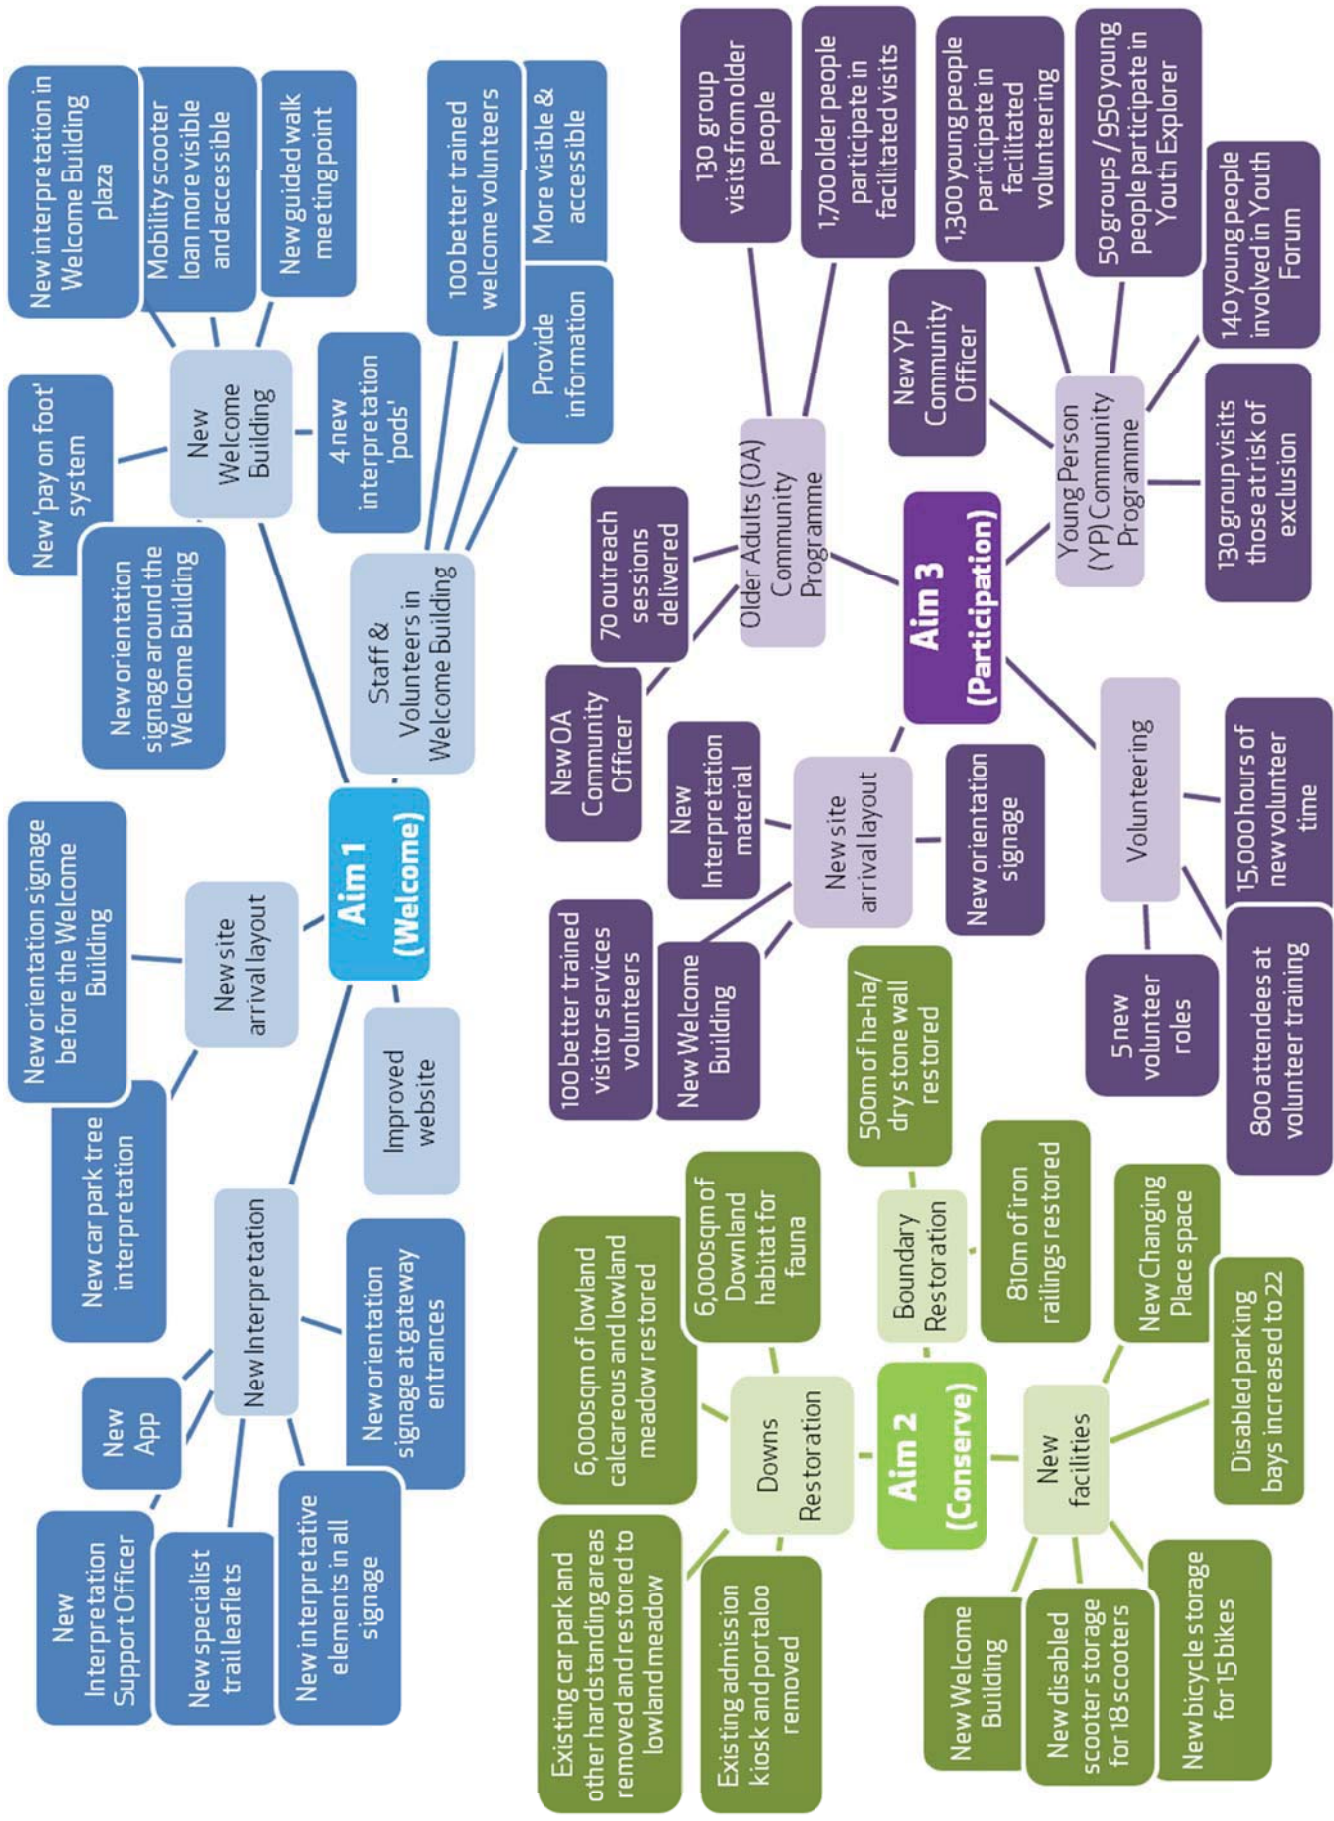 New
Interpretation
Support Officer
New specialist
trail leaflets
New interpretative
elements in all
signage
New
App
New orientation
signage at gateway
entrances
New Interpretation
New car park tree
interpretation
New orientation signage
before the Welcome
Building
New site
arrival layout
Improved
website
Aim 1
(Welcome)
New orientation
signage around the
Welcome Building
New 'pay on foot'
system
New interpretation in
Welcome Building
plaza
Mobility scooter
loan more visible
and accessible
New guided walk
meeting point
New
Welcome
Building
4 new
interpretation
'pods'
Staff &
Volunteers in
Welcome Building
100 better trained
welcome volunteers
More visible &
accessible
Provide
information
Existing car park and
other hardstanding areas
removed and restored to
lowland meadow
Existing admission
kiosk and portaloo
removed
6,000sqm of lowland
calcareous and lowland
meadow restored
6,000sqm of
Downland
habitat for
fauna
Downs
Restoration
Aim 2
(Conserve)
Boundary
Restoration
500m of ha-ha/
dry stone wall
restored
810m of iron
railings restored
New
facilities
New Welcome
Building
New disabled
scooter storage
for 18 scooters
New bicycle storage
for 15 bikes
New Changing
Place space
Disabled parking
bays increased to 22
100 better trained
visitor services
volunteers
New Welcome
Building
New
Interpretation
material
New site
arrival layout
New orientation
signage
New OA
Community
Officer
70 outreach
sessions
delivered
Older Adults (OA)
Community
Programme
130 group
visits from older
people
1,700 older people
participate in
facilitated visits
Aim 3
(Participation)
New YP
Community
Officer
1,300 young people
participate in
facilitated
volunteering
50 groups / 950 young
people participate in
Youth Explorer
140 young people
involved in Youth
Forum
Young Person
(YP) Community
Programme
130 group visits
those at risk of
exclusion
Volunteering
5 new
volunteer
roles
800 attendees at
volunteer training
15,000 hours of
new volunteer
time